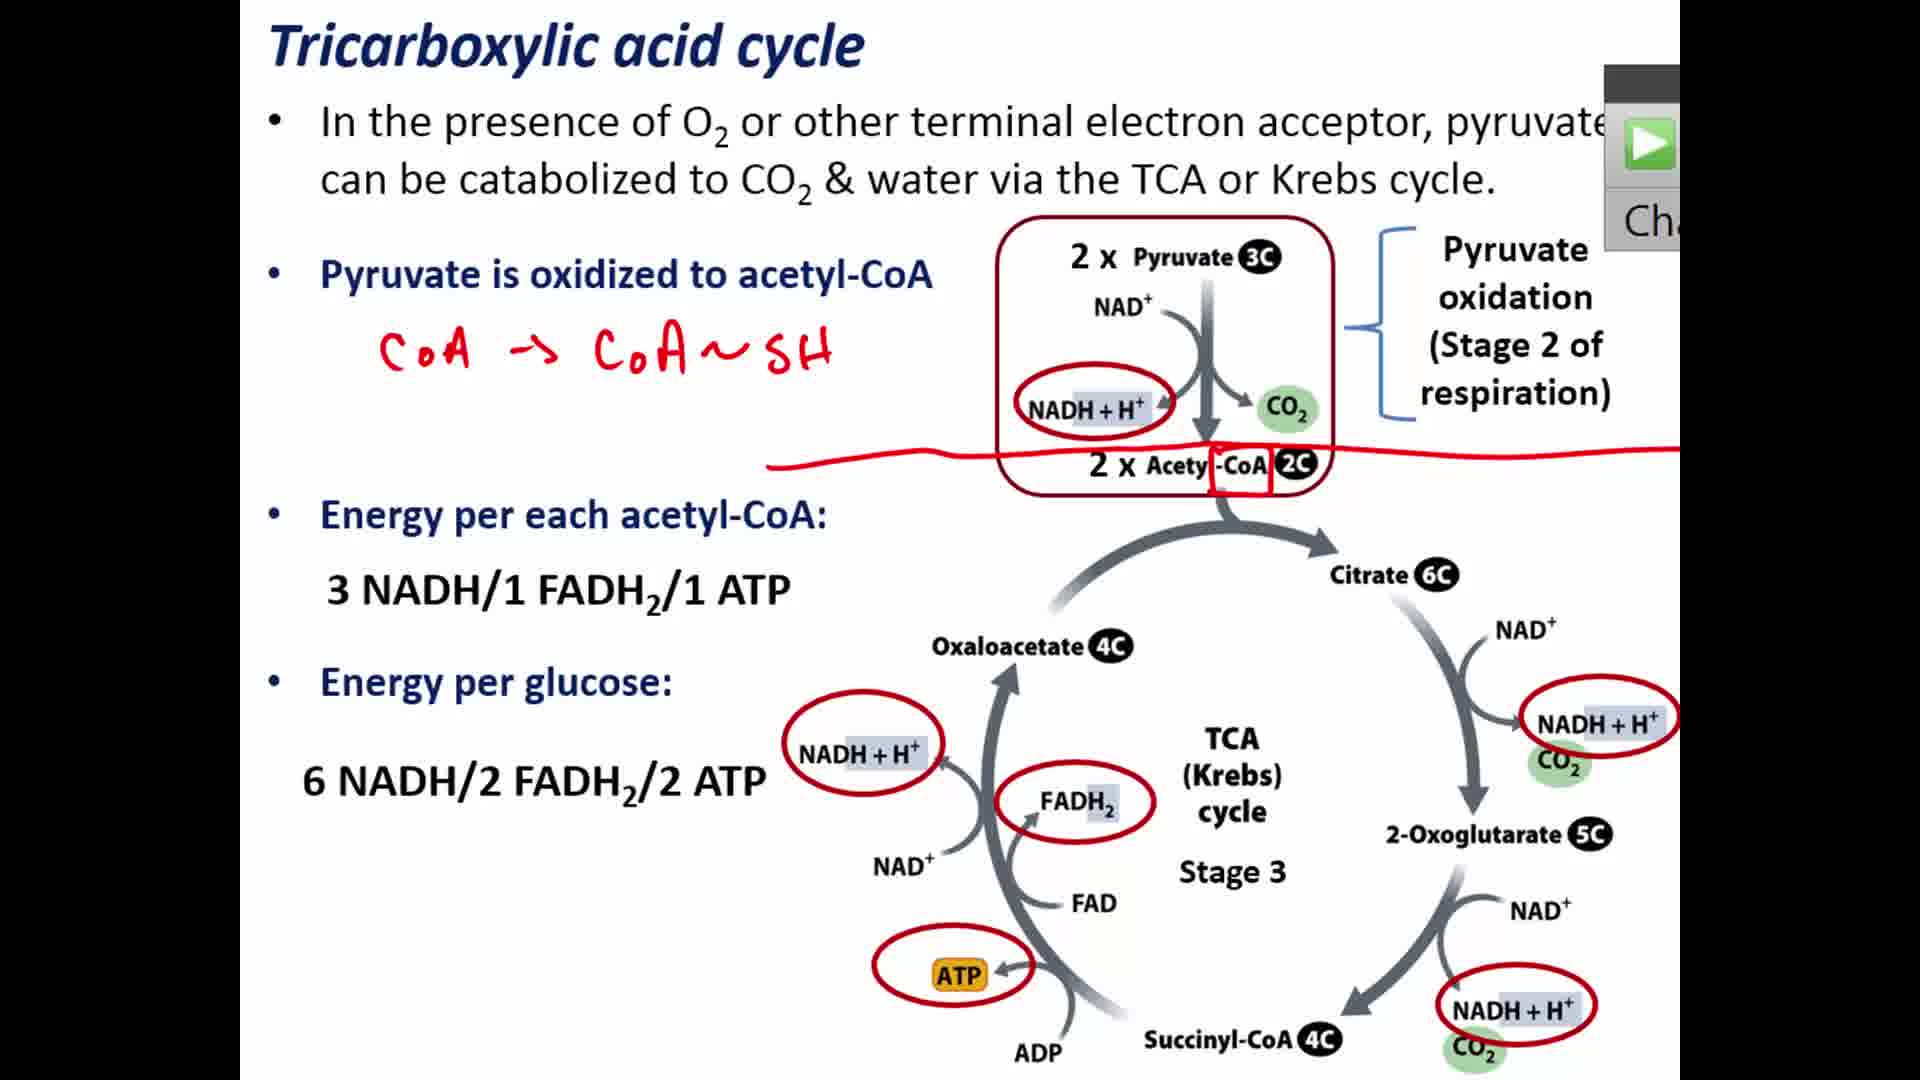 Tricarboxylic acid cycle
• In the presence of O₂ or other terminal electron acceptor, pyruvate
can be catabolized to CO₂ & water via the TCA or Krebs cycle.
• Pyruvate is oxidized to acetyl-CoA
CoA → CoA ~ SH
• Energy per each acetyl-CoA:
3 NADH/1 FADH₂/1 ATP
• Energy per glucose:
6 NADH/2 FADH₂/2 ATP
2 x Pyruvate 3C
NAD⁺
NADH + H⁺
CO₂
2 x Acety -CoA 2C
Pyruvate
oxidation
(Stage 2 of
respiration)
Citrate 6C
NAD⁺
NADH + H⁺
CO₂
2-Oxoglutarate 5C
NAD⁺
NADH + H⁺
CO₂
Succinyl-CoA 4C
ADP
ATP
FAD
FADH₂
NAD⁺
NADH + H⁺
Oxaloacetate 4C
TCA
(Krebs)
cycle
Stage 3